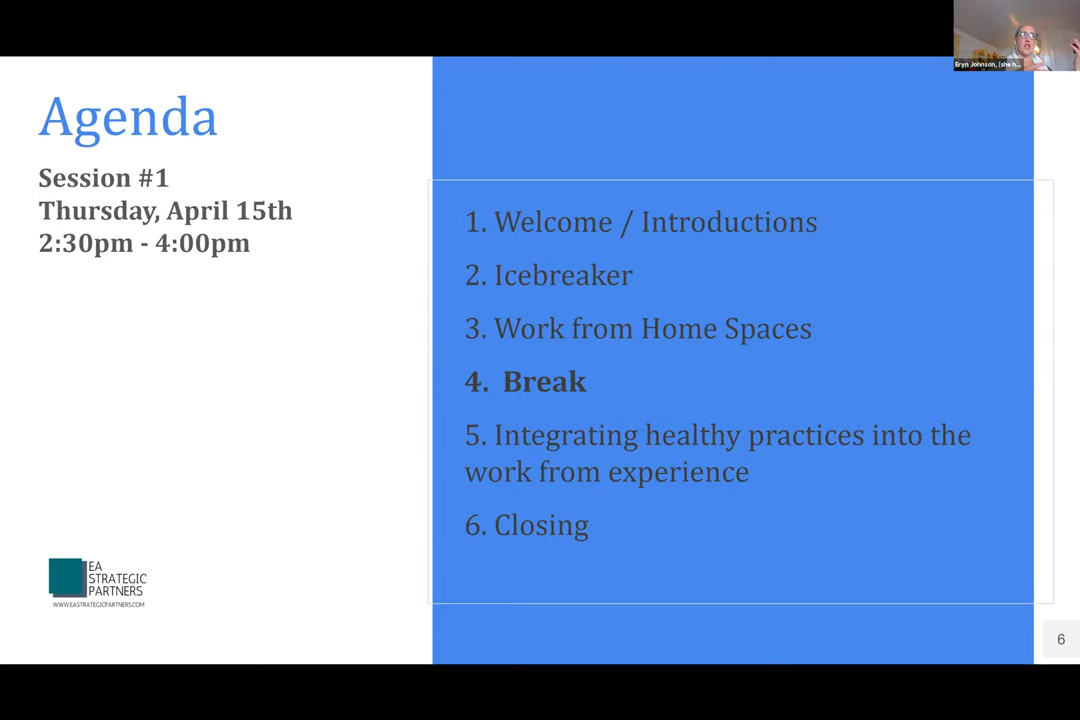 Eryn Johnson, (she h...
Agenda
Session #1
Thursday, April 15th
2:30pm - 4:00pm
1. Welcome / Introductions
2. Icebreaker
3. Work from Home Spaces
4. Break
5. Integrating healthy practices into the
work from experience
6. Closing
EA
STRATEGIC
PARTNERS
WWW.EASTRATEGICPARTNERS.COM
6